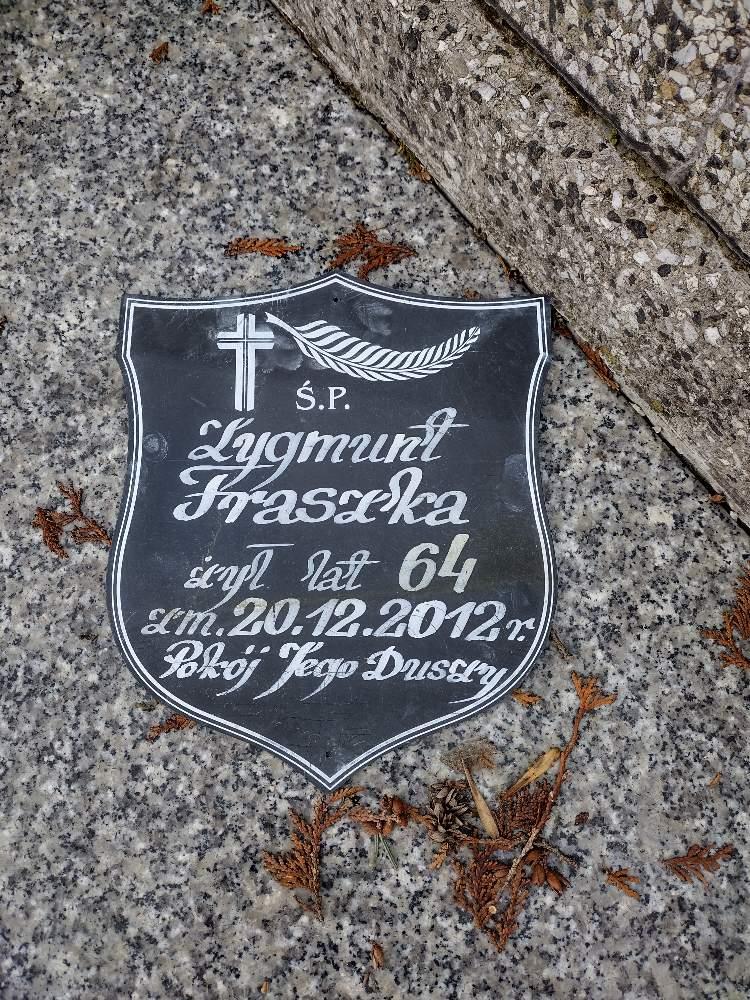 Ś.P.
Zygmunt
Fraszka
żył lat 64
zm. 20.12.2012 r.
Pokój Jego Duszy